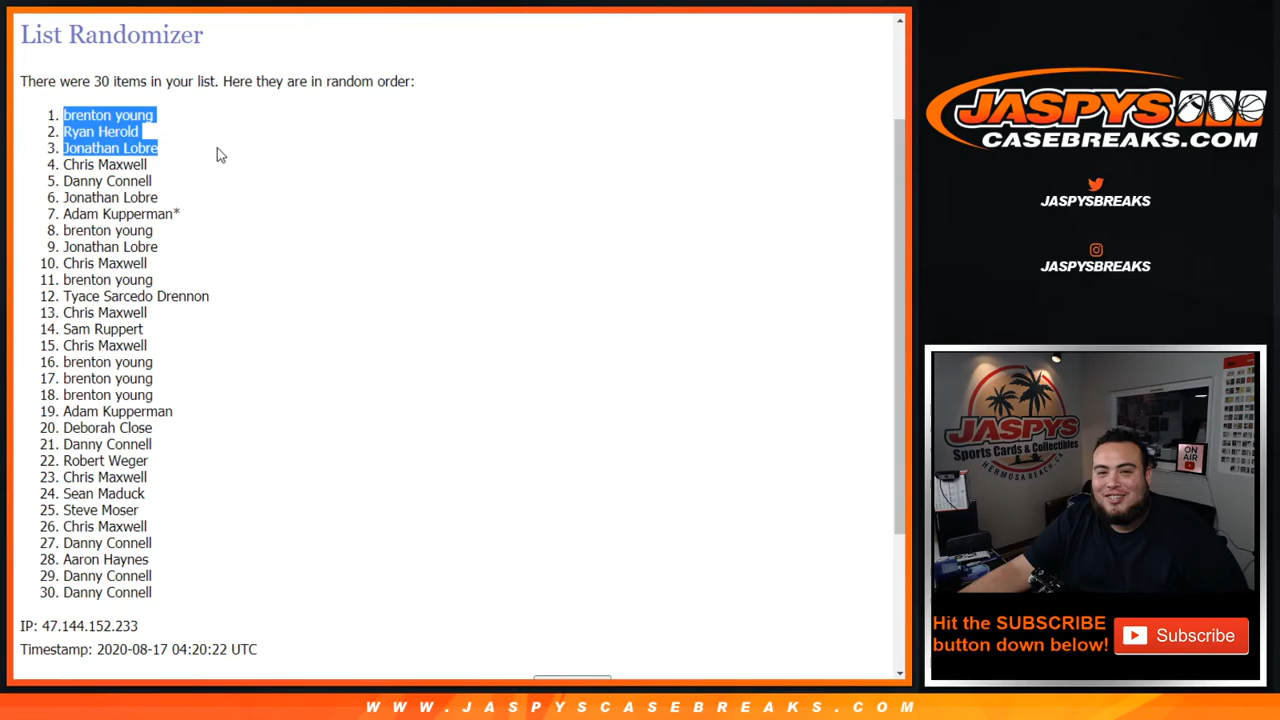 List Randomizer
There were 30 items in your list. Here they are in random order:
1. brenton young
2. Ryan Herold
3. Jonathan Lobre
4. Chris Maxwell
5. Danny Connell
6. Jonathan Lobre
7. Adam Kupperman*
8. brenton young
9. Jonathan Lobre
10. Chris Maxwell
11. brenton young
12. Tyace Sarcedo Drennon
13. Chris Maxwell
14. Sam Ruppert
15. Chris Maxwell
16. brenton young
17. brenton young
18. brenton young
19. Adam Kupperman
20. Deborah Close
21. Danny Connell
22. Robert Weger
23. Chris Maxwell
24. Sean Maduck
25. Steve Moser
26. Chris Maxwell
27. Danny Connell
28. Aaron Haynes
29. Danny Connell
30. Danny Connell
IP: 47.144.152.233
Timestamp: 2020-08-17 04:20:22 UTC
JASPYS
CASEBREAKS.COM
JASPYSBREAKS
JASPYSBREAKS
JASPYS
Sports Cards & Collectibles
HERMOSA BEACH, CA
ON
AIR
Hit the SUBSCRIBE
button down below!
Subscribe
WWW.JASPYSCASEBREAKS.COM